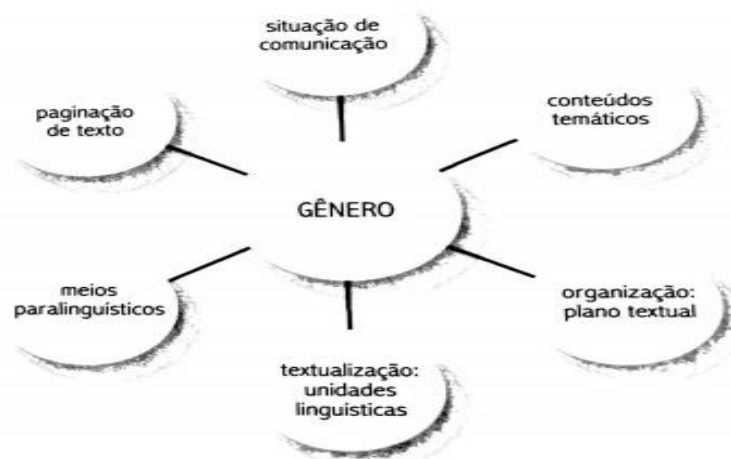 situação de
comunicação
paginação
de texto
conteúdos
temáticos
GÊNERO
meios
paralinguísticos
organização:
plano textual
textualização:
unidades
linguísticas